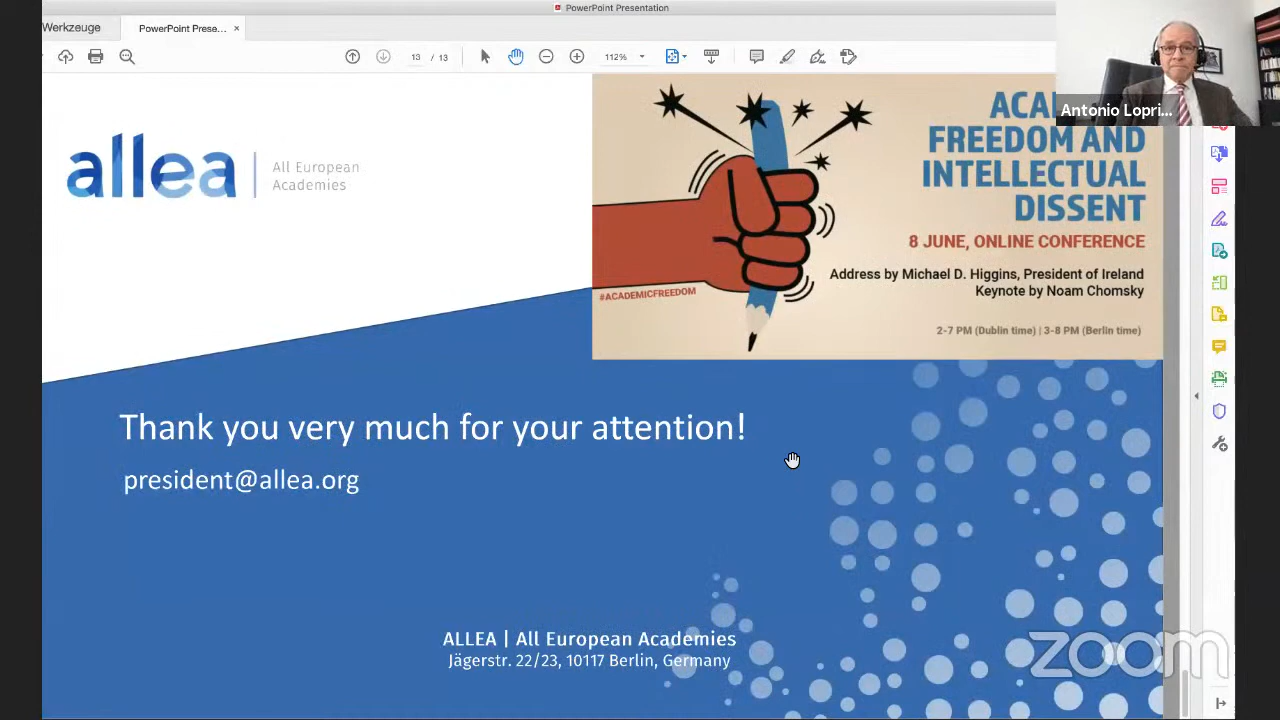 PowerPoint Presentation
Werkzeuge
PowerPoint Prese... ×
13 / 13
112%
Antonio Lopri...
allea
All European
Academies
FREEDOM AND
INTELLECTUAL
DISSENT
8 JUNE, ONLINE CONFERENCE
Address by Michael D. Higgins, President of Ireland
Keynote by Noam Chomsky
#ACADEMICFREEDOM
2-7 PM (Dublin time) | 3-8 PM (Berlin time)
Thank you very much for your attention!
president@allea.org
ALLEA | All European Academies
Jägerstr. 22/23, 10117 Berlin, Germany
zoom